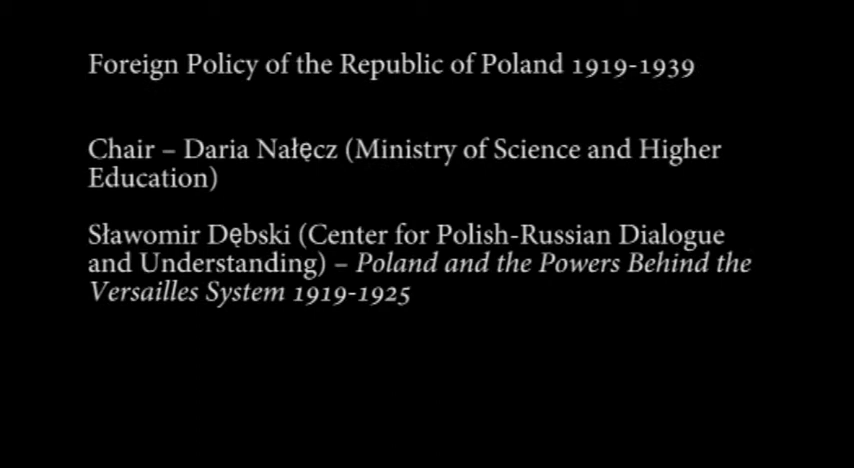 Foreign Policy of the Republic of Poland 1919-1939
Chair – Daria Nałęcz (Ministry of Science and Higher
Education)
Sławomir Dębski (Center for Polish-Russian Dialogue
and Understanding) – Poland and the Powers Behind the
Versailles System 1919-1925